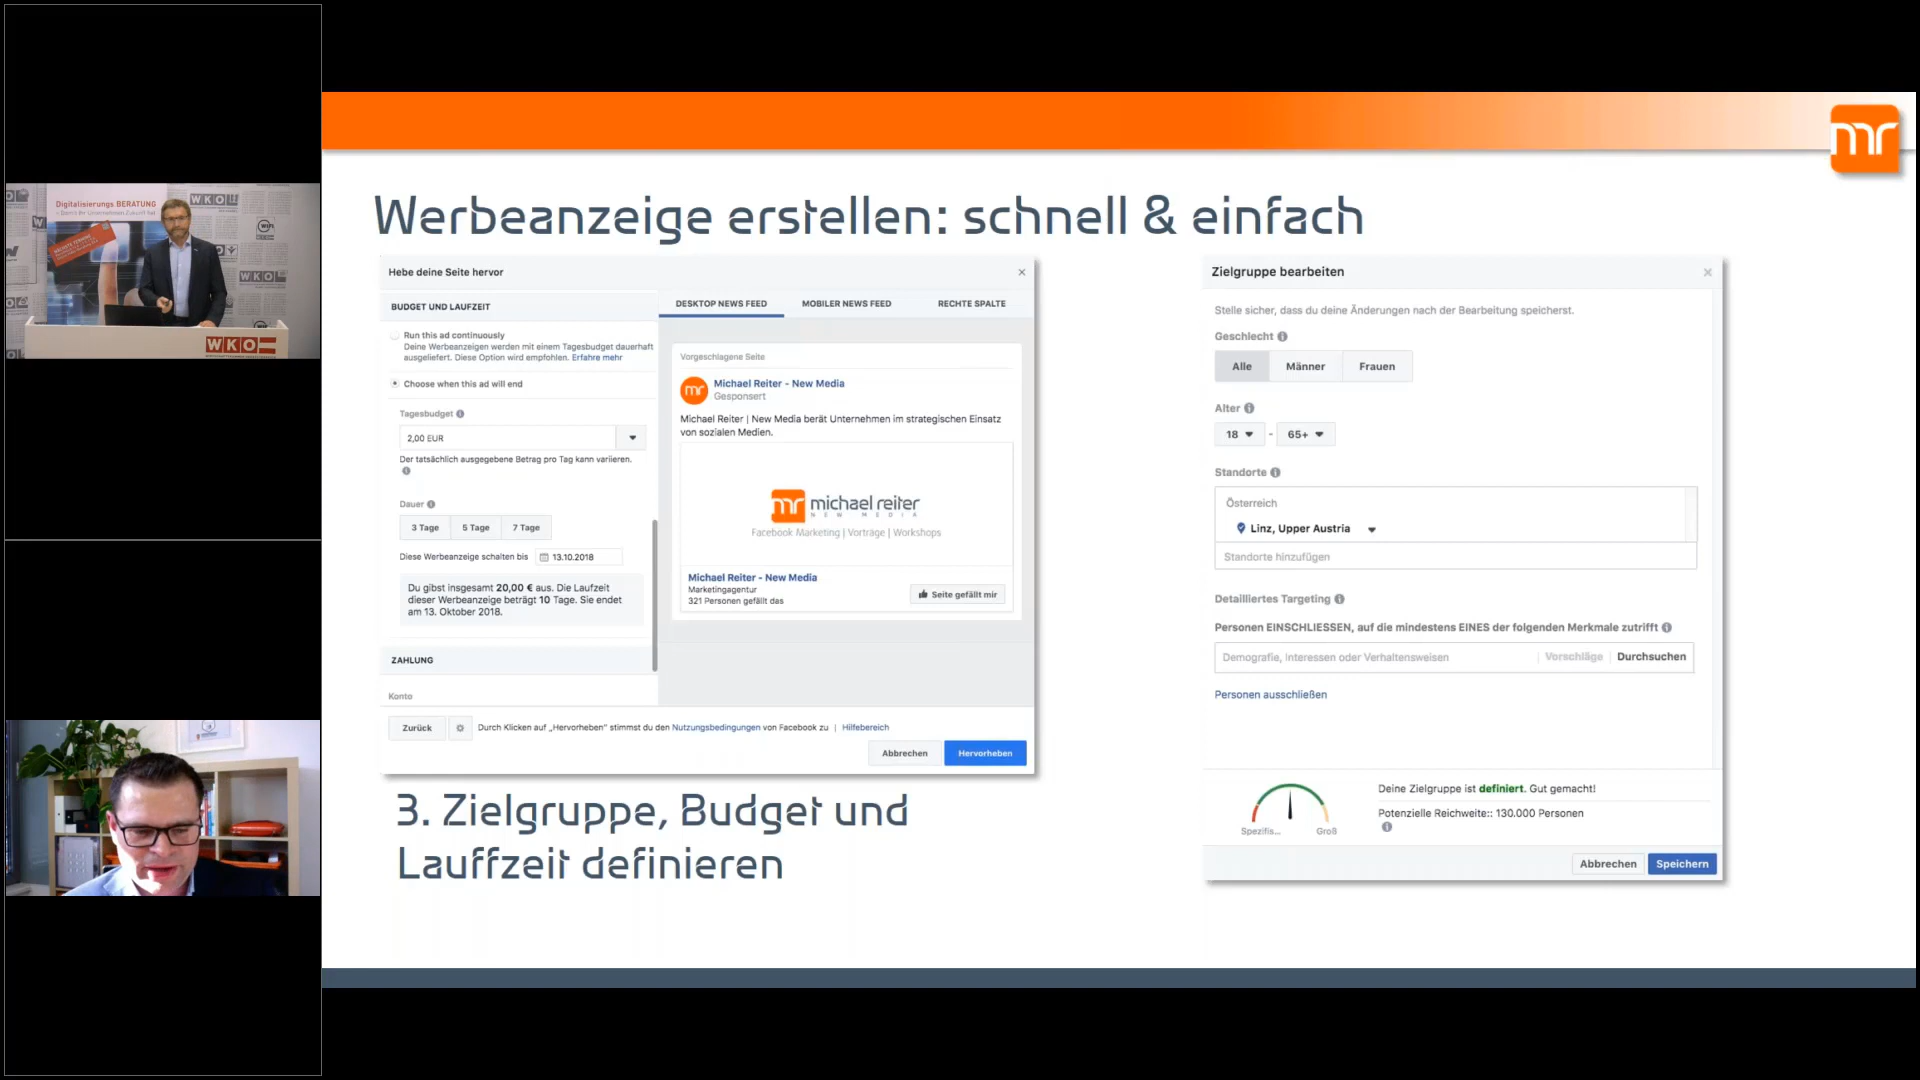 Digitalisierungs BERATUNG
WKO
WKO
WKO
mr
Werbeanzeige erstellen: schnell & einfach
Hebe deine Seite hervor
BUDGET UND LAUFZEIT
Run this ad continuously
Deine Werbeanzeigen werden mit einem Tagesbudget dauerhaft
ausgeliefert. Diese Option wird empfohlen. Erfahre mehr
Choose when this ad will end
Tagesbudget
2,00 EUR
Der tatsächlich ausgegebene Betrag pro Tag kann variieren.
Dauer
3 Tage 5 Tage 7 Tage
Diese Werbeanzeige schalten bis 13.10.2018
Du gibst insgesamt 20,00 € aus. Die Laufzeit
dieser Werbeanzeige beträgt 10 Tage. Sie endet
am 13. Oktober 2018.
ZAHLUNG
Konto
DESKTOP NEWS FEED MOBILER NEWS FEED RECHTE SPALTE
Vorgeschlagene Seite
mr
Michael Reiter - New Media
Gesponsert
Michael Reiter | New Media berät Unternehmen im strategischen Einsatz
von sozialen Medien.
mr michael reiter
NEW MEDIA
Facebook Marketing | Vorträge | Workshops
Michael Reiter - New Media
Marketingagentur
321 Personen gefällt das
Seite gefällt mir
Zurück
Durch Klicken auf „Hervorheben" stimmst du den Nutzungsbedingungen von Facebook zu | Hilfebereich
Abbrechen Hervorheben
3. Zielgruppe, Budget und
Lauffzeit definieren
Zielgruppe bearbeiten
Stelle sicher, dass du deine Änderungen nach der Bearbeitung speicherst.
Geschlecht
Alle Männer Frauen
Alter
18 - 65+
Standorte
Österreich
Linz, Upper Austria
Standorte hinzufügen
Detailliertes Targeting
Personen EINSCHLIESSEN, auf die mindestens EINES der folgenden Merkmale zutrifft
Demografie, Interessen oder Verhaltensweisen | Vorschläge | Durchsuchen
Personen ausschließen
Spezifis... Groß
Deine Zielgruppe ist definiert. Gut gemacht!
Potenzielle Reichweite:: 130.000 Personen
Abbrechen Speichern